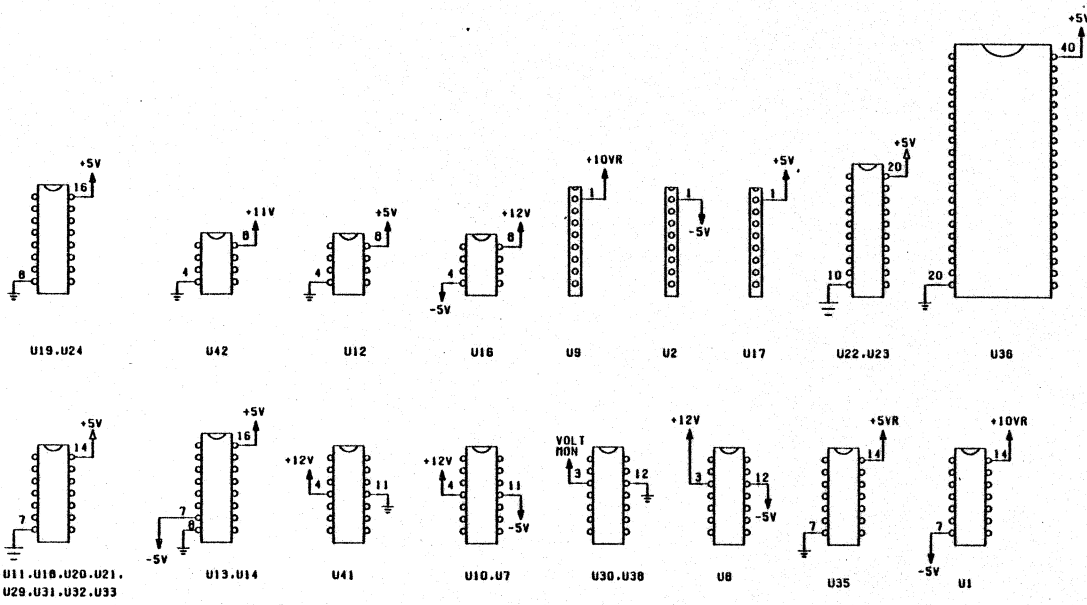 +5V
40
20
+5V
16
8
+11V
8
4
+5V
8
4
+12V
8
4
-5V
+10VR
1
1
-5V
+5V
1
+5V
20
10
U19.U24
U42
U12
U16
U9
U2
U17
U22.U23
U36
+5V
14
7
+5V
16
7
8
-5V
+12V
4
11
+12V
4
11
-5V
VOLT
MON
3
12
+12V
3
12
-5V
+5VR
14
7
+10VR
14
7
-5V
U11.U18.U20.U21.
U29.U31.U32.U33
U13.U14
U41
U10.U7
U30.U38
U8
U35
U1